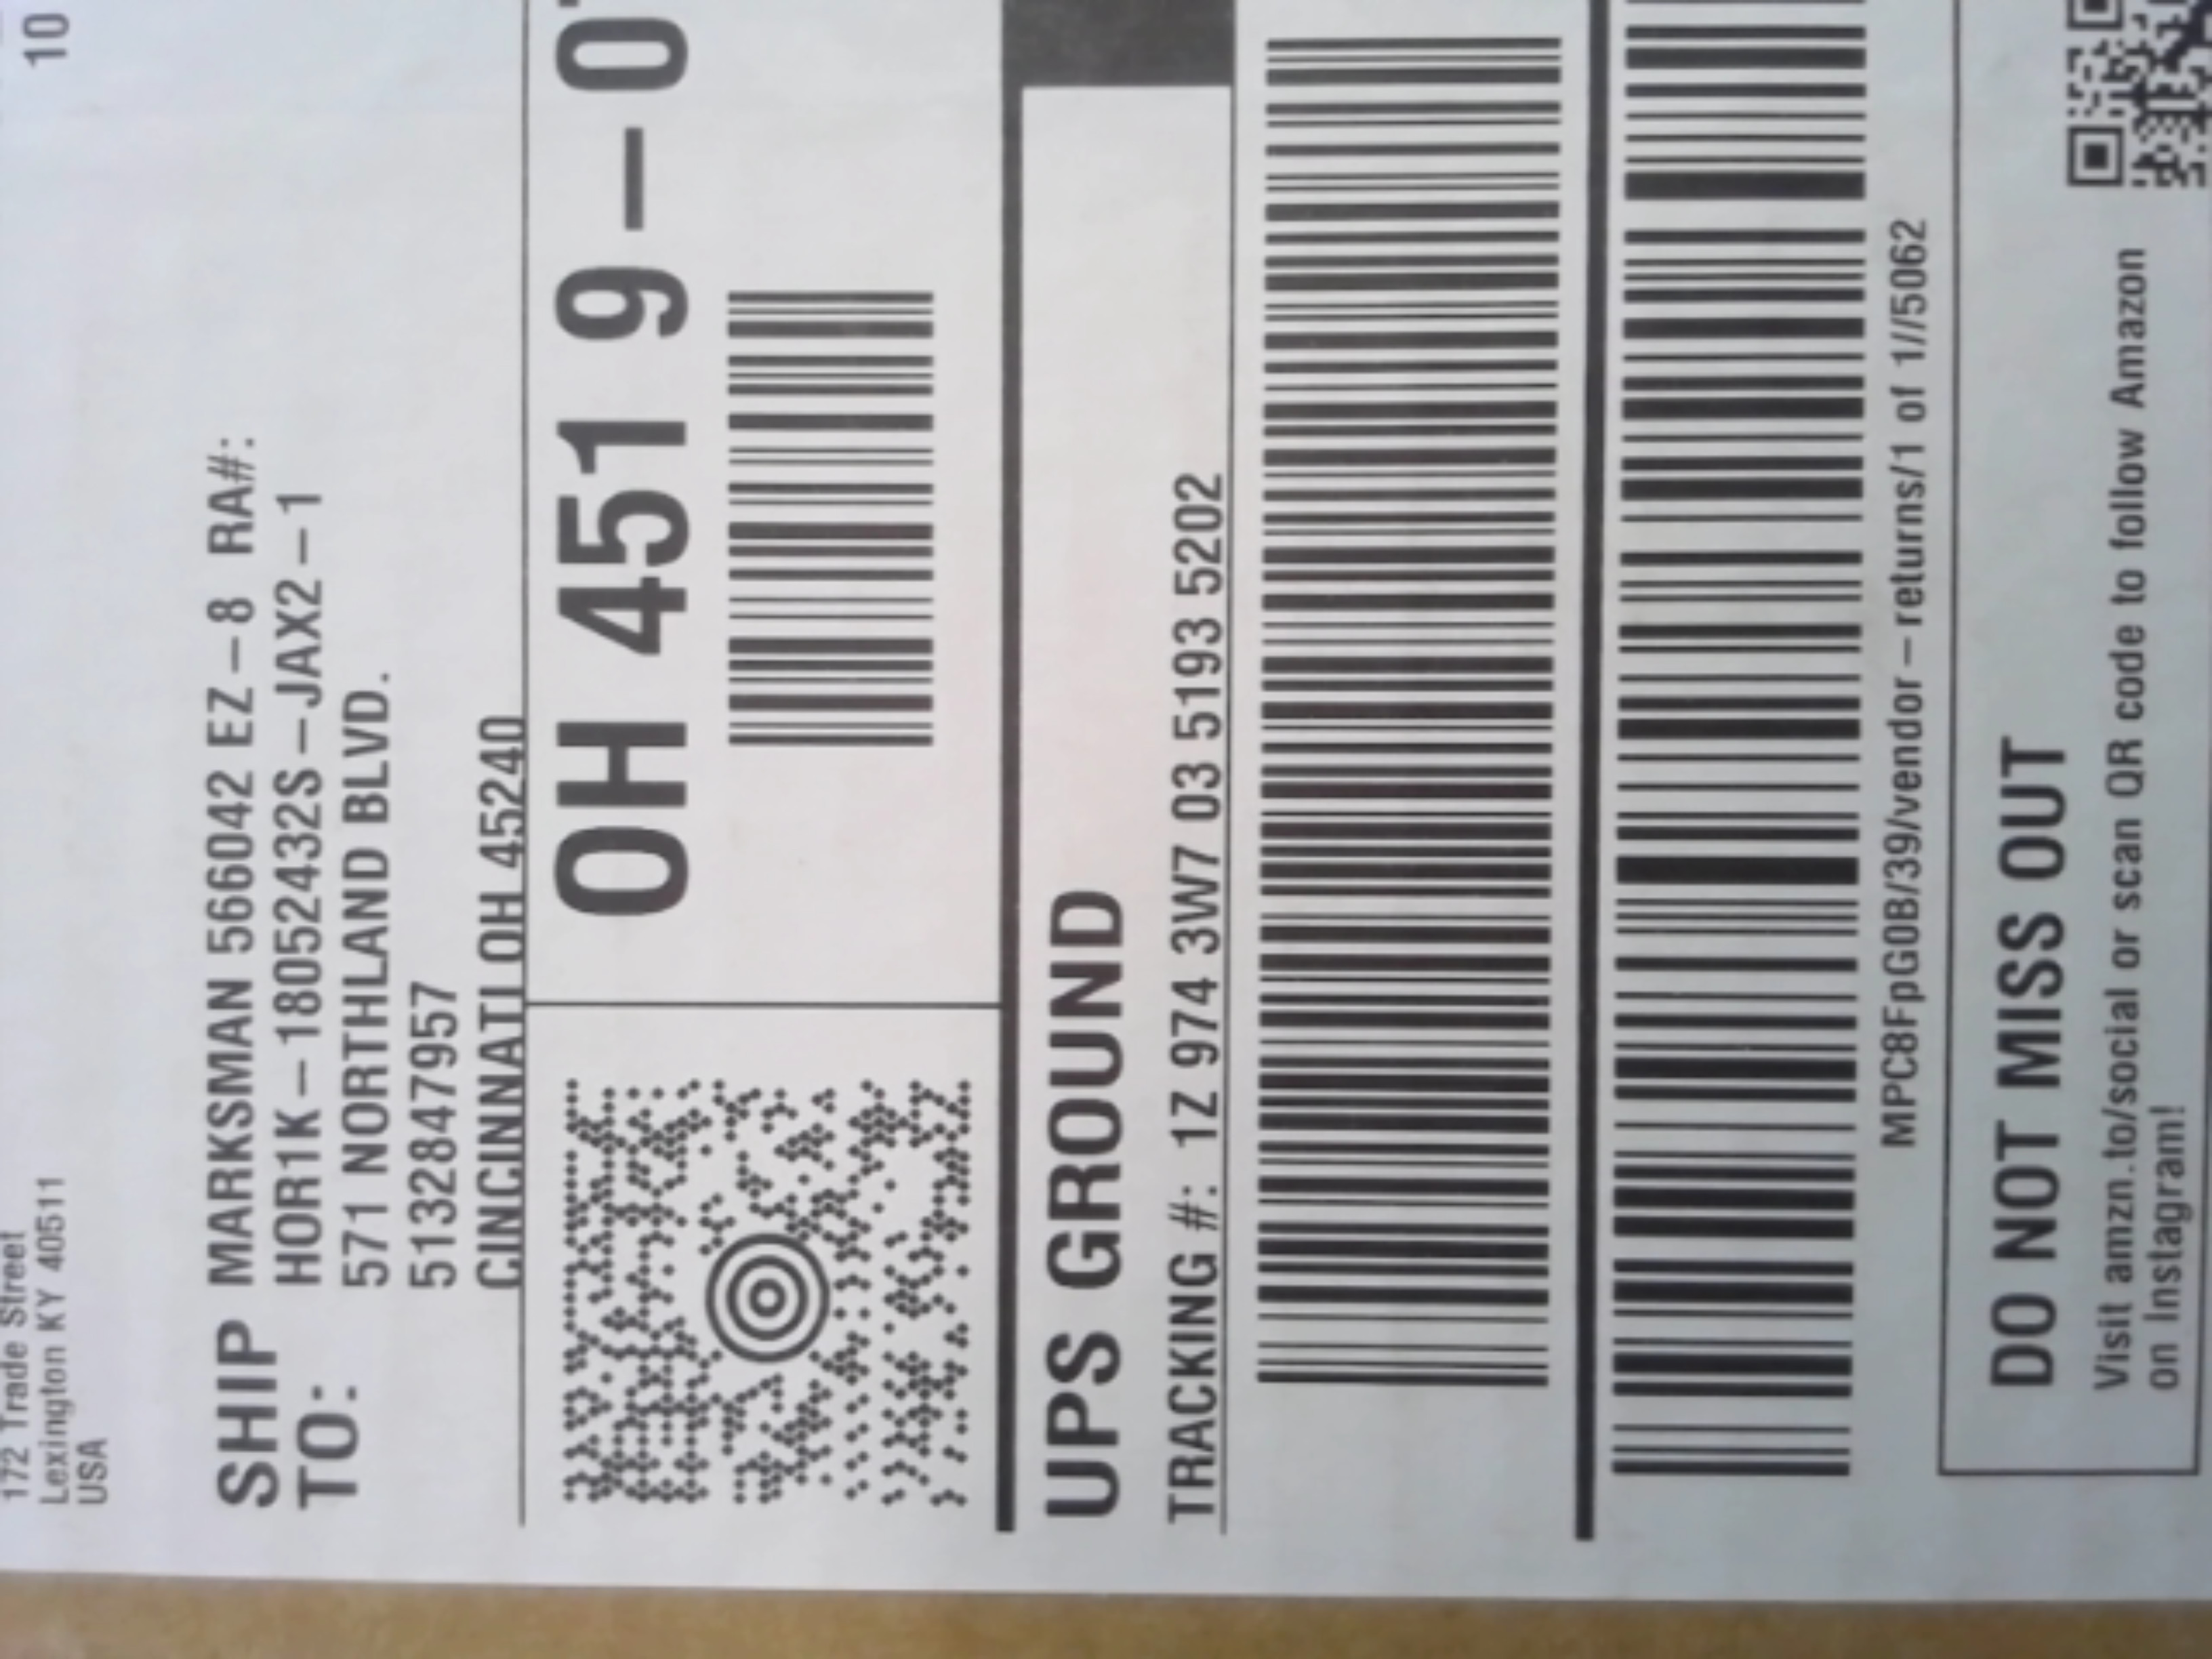 10
172 Trade Street
Lexington KY 40511
USA
SHIP TO:
MARKSMAN 566042 EZ-8 RA#:
HOR1K-18052432S-JAX2-1
571 NORTHLAND BLVD.
5132847957
CINCINNATI OH 45240
OH 451 9-0
UPS GROUND
TRACKING #: 1Z 974 3W7 03 5193 5202
MPC8FpG0B/39/vendor-returns/1 of 1//5062
DO NOT MISS OUT
Visit amzn.to/social or scan QR code to follow Amazon
on Instagram!